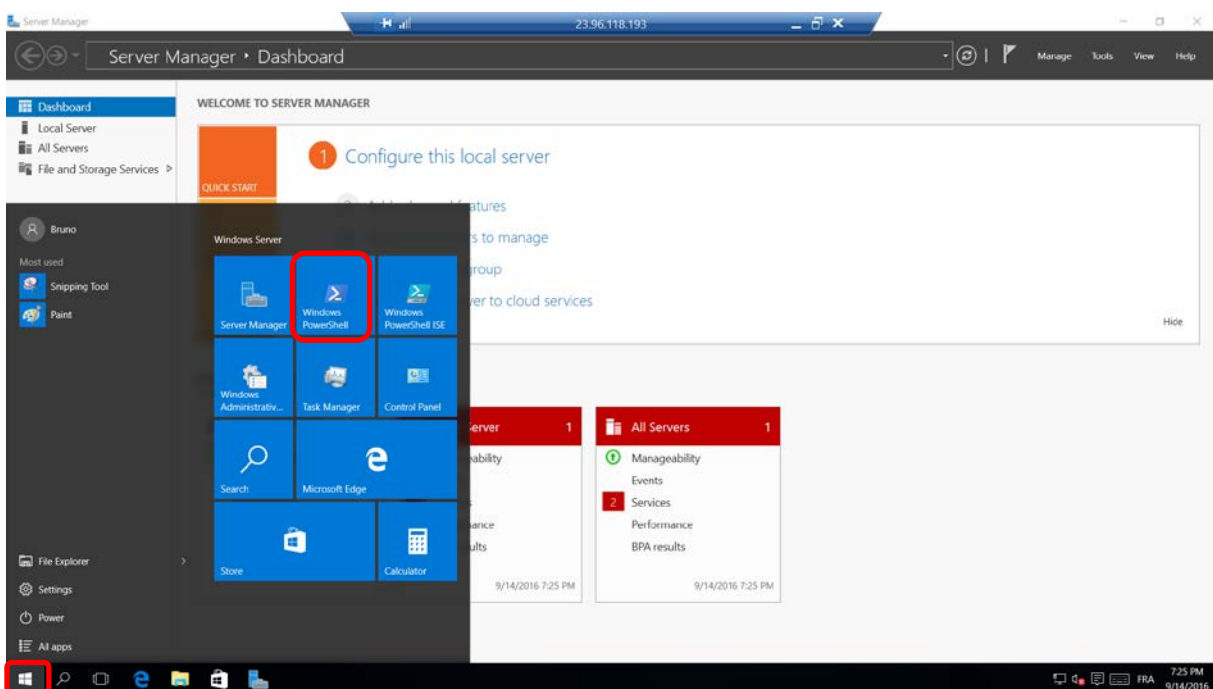 Server Manager
23.96.118.193
Server Manager • Dashboard
Manage Tools View Help
Dashboard
Local Server
All Servers
File and Storage Services
WELCOME TO SERVER MANAGER
QUICK START
1 Configure this local server
atures
s to manage
group
ver to cloud services
Hide
Bruno
Most used
Snipping Tool
Paint
File Explorer
Settings
Power
All apps
Windows Server
Server Manager
Windows
PowerShell
Windows
PowerShell ISE
Windows
Administrativ...
Task Manager
Control Panel
Search
Microsoft Edge
Store
Calculator
erver 1
ability
ance
ults
9/14/2016 7:25 PM
All Servers 1
Manageability
Events
2 Services
Performance
BPA results
9/14/2016 7:25 PM
FRA
7:25 PM
9/14/2016